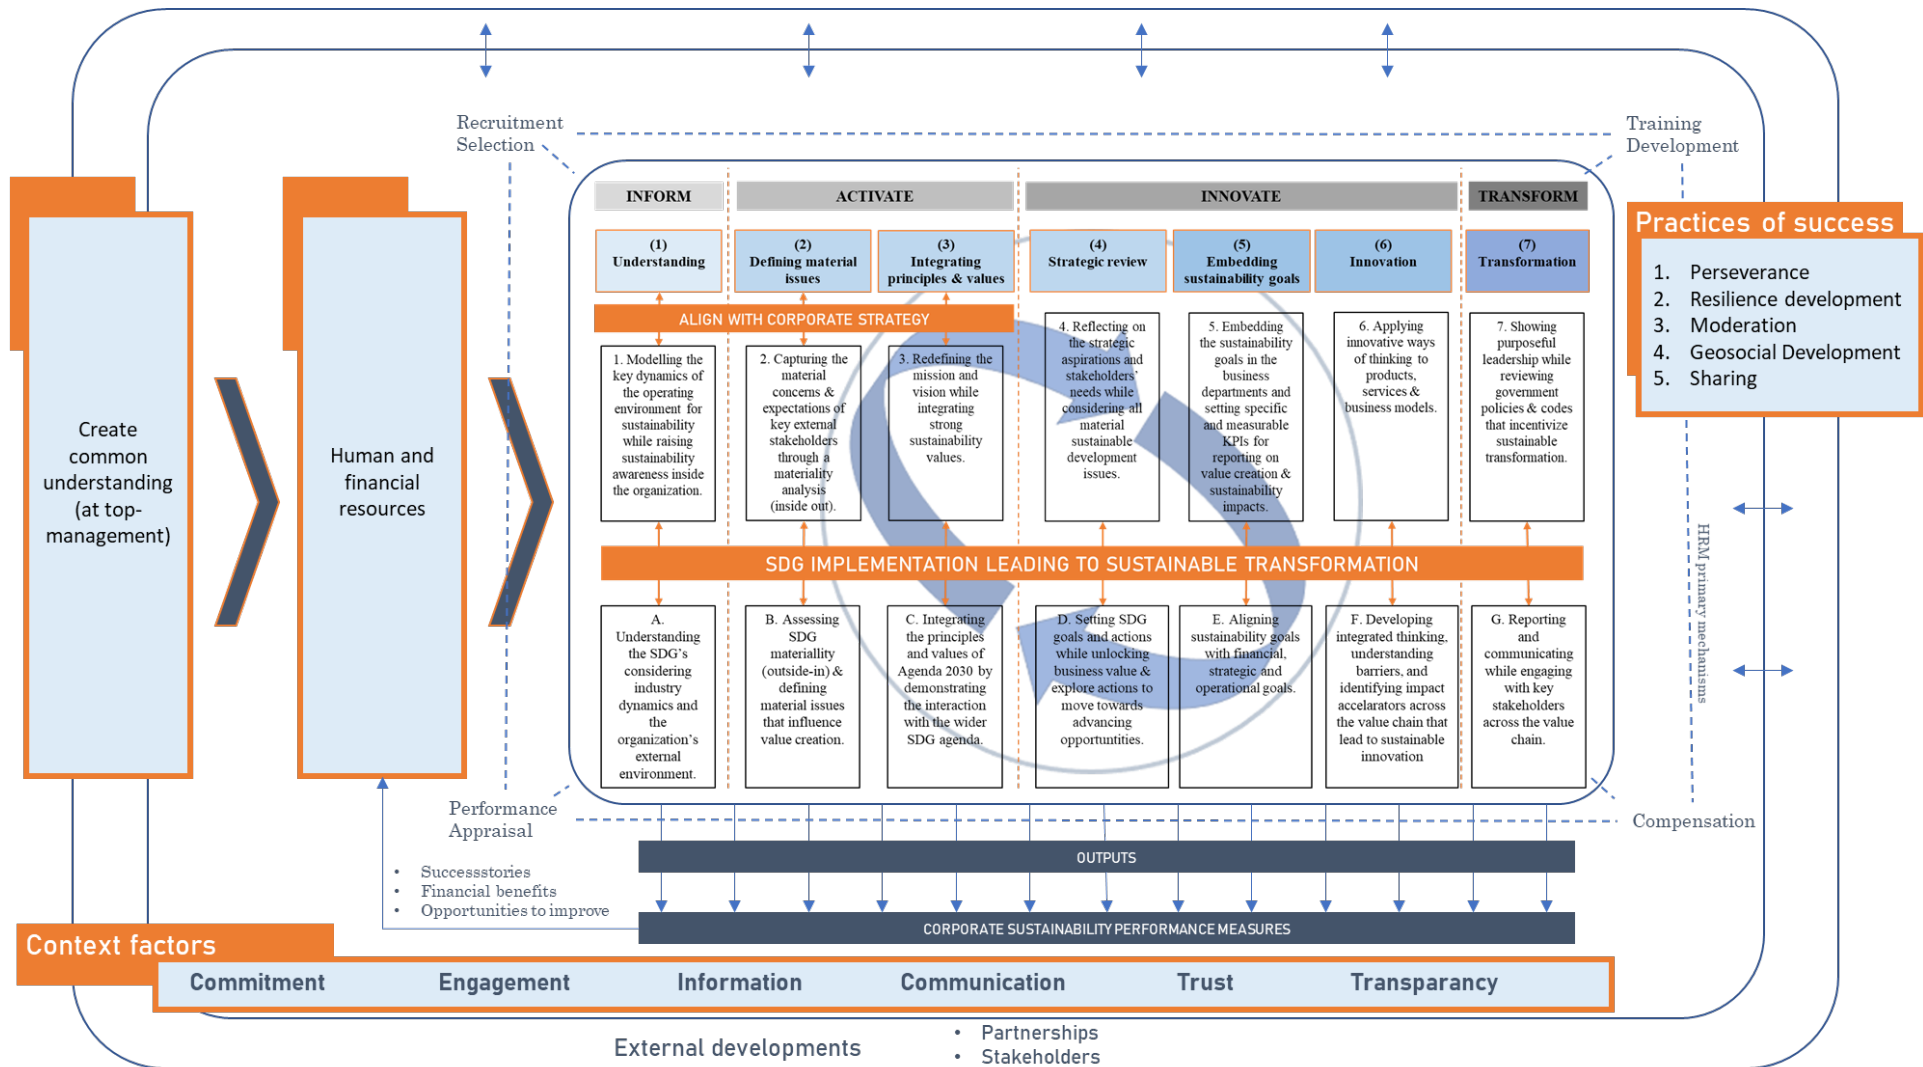 Recruitment
Selection
Training
Development
INFORM
ACTIVATE
INNOVATE
TRANSFORM
(1)
Understanding
(2)
Defining material
issues
(3)
Integrating
principles & values
(4)
Strategic review
(5)
Embedding
sustainability goals
(6)
Innovation
(7)
Transformation
Practices of success
1. Perseverance
2. Resilience development
3. Moderation
4. Geosocial Development
5. Sharing
ALIGN WITH CORPORATE STRATEGY
Create
common
understanding
(at top-
management)
Human and
financial
resources
1. Modelling the
key dynamics of
the operating
environment for
sustainability
while raising
sustainability
awareness inside
the organization.
2. Capturing the
material
concerns &
expectations of
key external
stakeholders
through a
materiality
analysis
(inside out).
3. Redefining the
mission and
vision while
integrating
strong
sustainability
values.
4. Reflecting on
the strategic
aspirations and
stakeholders'
needs while
considering all
material
sustainable
development
issues.
5. Embedding
the sustainability
goals in the
business
departments and
setting specific
and measurable
KPIs for
reporting on
value creation &
sustainability
impacts.
6. Applying
innovative ways
of thinking to
products,
services &
business models.
7. Showing
purposeful
leadership while
reviewing
government
policies & codes
that incentivize
sustainable
transformation.
SDG IMPLEMENTATION LEADING TO SUSTAINABLE TRANSFORMATION
HRM primary mechanisms
A.
Understanding
the SDG's
considering
industry
dynamics and
the
organization's
external
environment.
B. Assessing
SDG
materiallity
(outside-in) &
defining
material issues
that influence
value creation.
C. Integrating
the principles
and values of
Agenda 2030 by
demonstrating
the interaction
with the wider
SDG agenda.
D. Setting SDG
goals and actions
while unlocking
business value &
explore actions to
move towards
advancing
opportuntities.
E. Aligning
sustainability goals
with financial,
strategic and
operational goals.
F. Developing
integrated thinking,
understanding
barriers, and
identifying impact
accelarators across
the value chain that
lead to sustainable
innovation
G. Reporting
and
communicating
while engaging
with key
stakeholders
across the value
chain.
Performance
Appraisal
Compensation
OUTPUTS
• Successstories
• Financial benefits
• Opportunities to improve
CORPORATE SUSTAINABILITY PERFORMANCE MEASURES
Context factors
Commitment Engagement Information Communication Trust Transparancy
External developments
• Partnerships
• Stakeholders